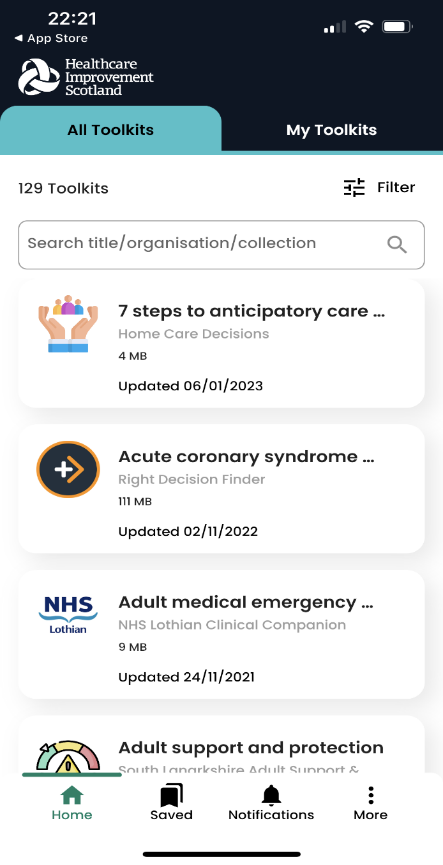 22:21
◄ App Store
Healthcare
Improvement
Scotland
All Toolkits
My Toolkits
129 Toolkits
Filter
Search title/organisation/collection
7 steps to anticipatory care ...
Home Care Decisions
4 MB
Updated 06/01/2023
Acute coronary syndrome ...
Right Decision Finder
111 MB
Updated 02/11/2022
NHS
Lothian
Adult medical emergency ...
NHS Lothian Clinical Companion
9 MB
Updated 24/11/2021
Adult support and protection
South Lanarkshire Adult Support &
Home
Saved
Notifications
More